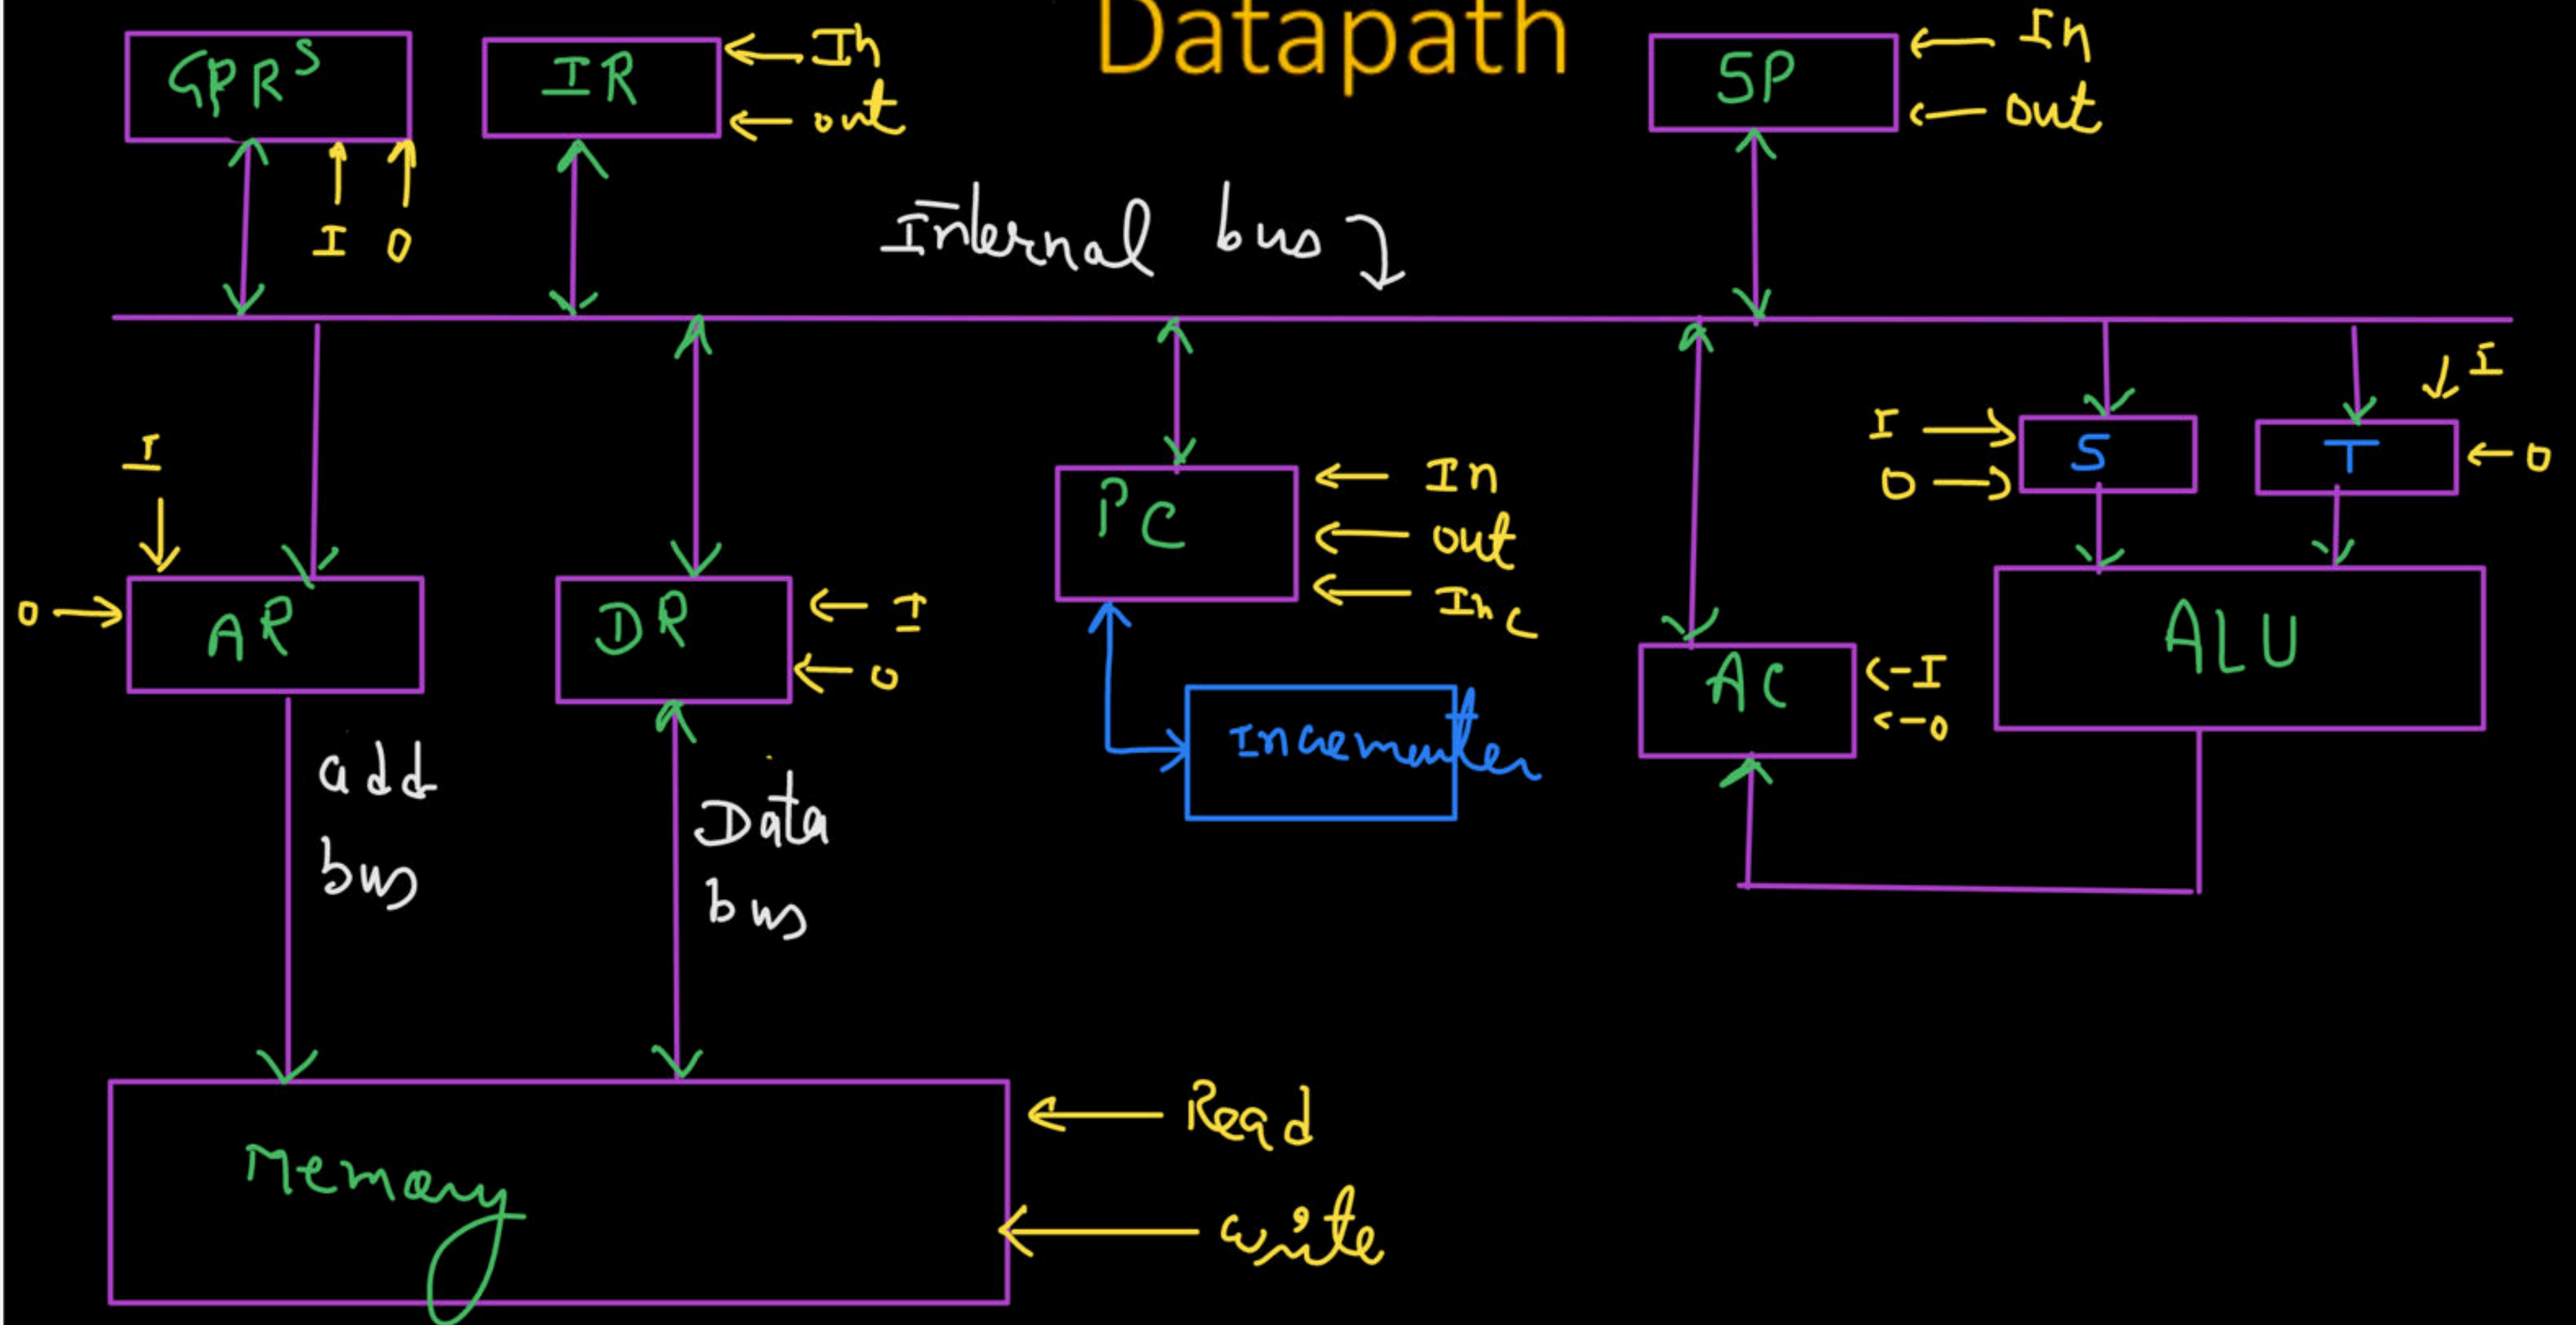 Datapath
GPRS
I O
IR
In
out
SP
In
out
Internal bus
I
O
AR
DR
I
O
PC
In
out
Inc
Incrementer
I
O
S
I
T
O
AC
I
O
ALU
add
bus
Data
bus
Memory
Read
write